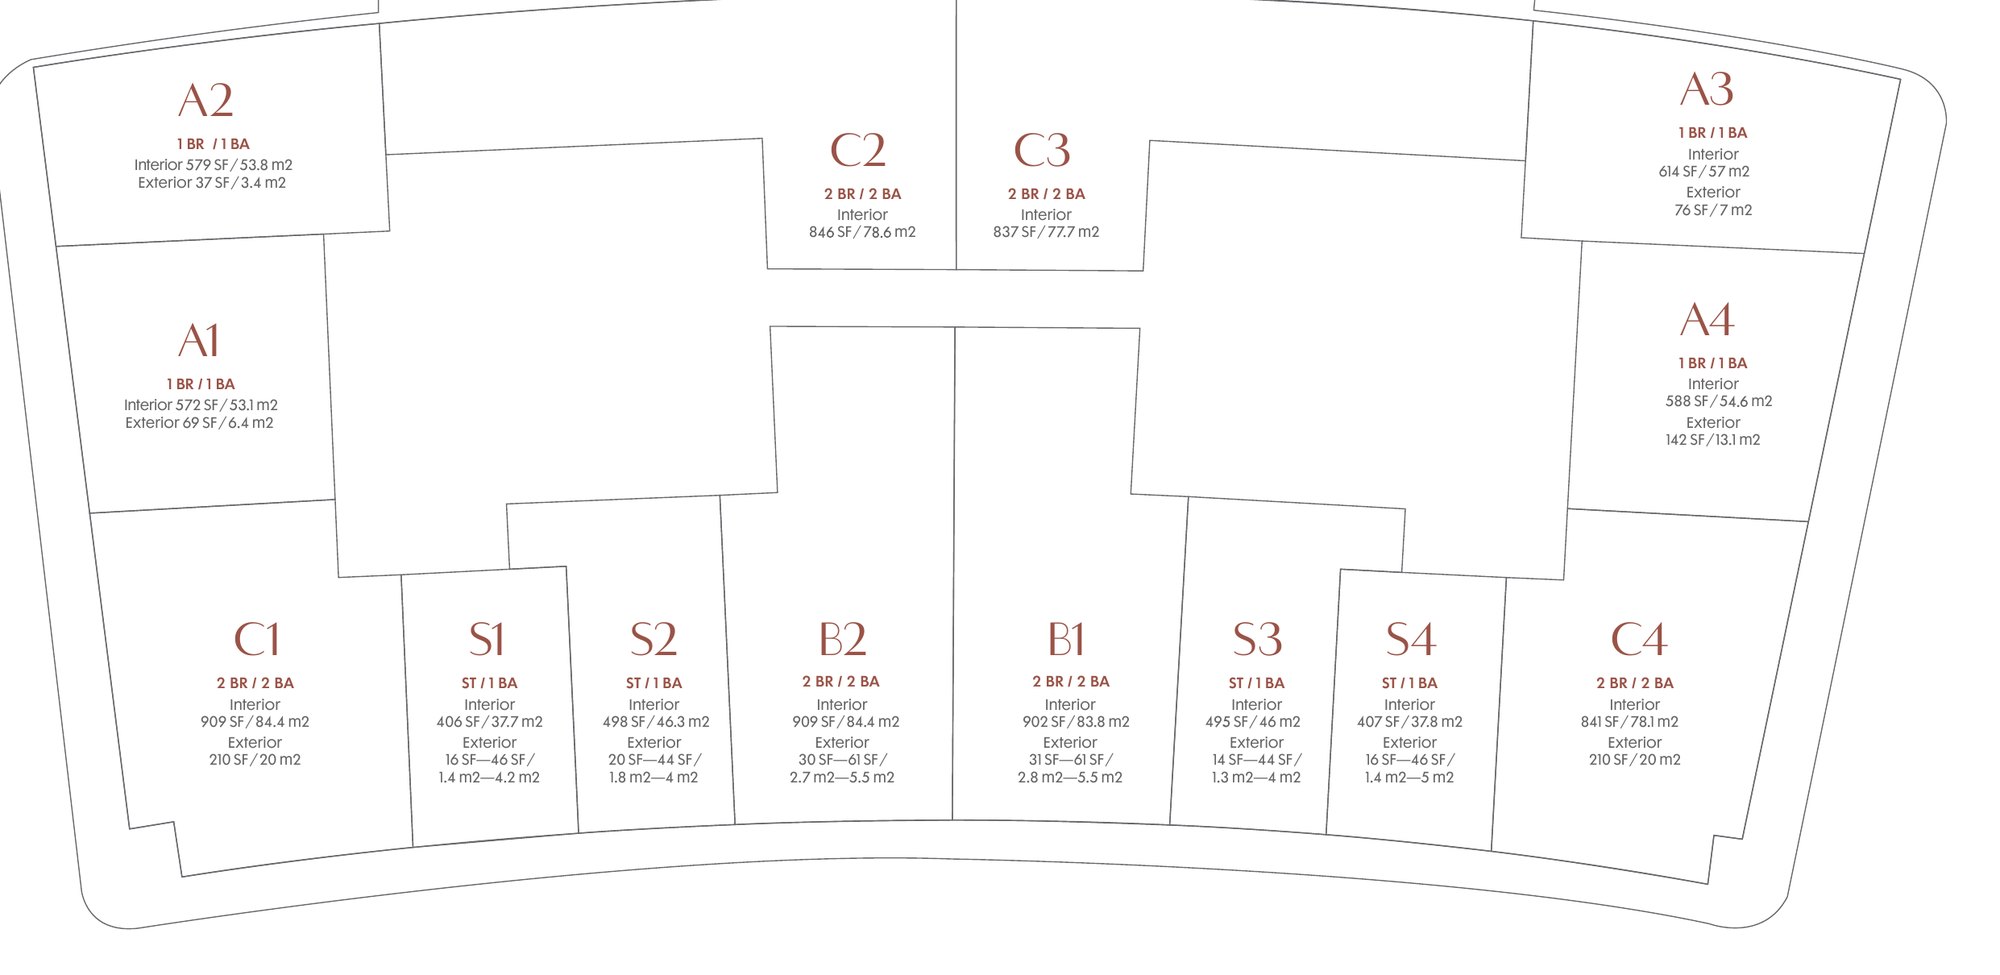 A2
1 BR / 1 BA
Interior 579 SF/53.8 m2
Exterior 37 SF/3.4 m2
C2
2 BR / 2 BA
Interior
846 SF/78.6 m2
C3
2 BR / 2 BA
Interior
837 SF/77.7 m2
A3
1 BR / 1 BA
Interior
614 SF/57 m2
Exterior
76 SF/7 m2
A1
1 BR / 1 BA
Interior 572 SF/53.1 m2
Exterior 69 SF/6.4 m2
A4
1 BR / 1 BA
Interior
588 SF/54.6 m2
Exterior
142 SF/13.1 m2
C1
2 BR / 2 BA
Interior
909 SF/84.4 m2
Exterior
210 SF/20 m2
S1
ST / 1 BA
Interior
406 SF/37.7 m2
Exterior
16 SF—46 SF/
1.4 m2—4.2 m2
S2
ST / 1 BA
Interior
498 SF/46.3 m2
Exterior
20 SF—44 SF/
1.8 m2—4 m2
B2
2 BR / 2 BA
Interior
909 SF/84.4 m2
Exterior
30 SF—61 SF/
2.7 m2—5.5 m2
B1
2 BR / 2 BA
Interior
902 SF/83.8 m2
Exterior
31 SF—61 SF/
2.8 m2—5.5 m2
S3
ST / 1 BA
Interior
495 SF/46 m2
Exterior
14 SF—44 SF/
1.3 m2—4 m2
S4
ST / 1 BA
Interior
407 SF/37.8 m2
Exterior
16 SF—46 SF/
1.4 m2—5 m2
C4
2 BR / 2 BA
Interior
841 SF/78.1 m2
Exterior
210 SF/20 m2